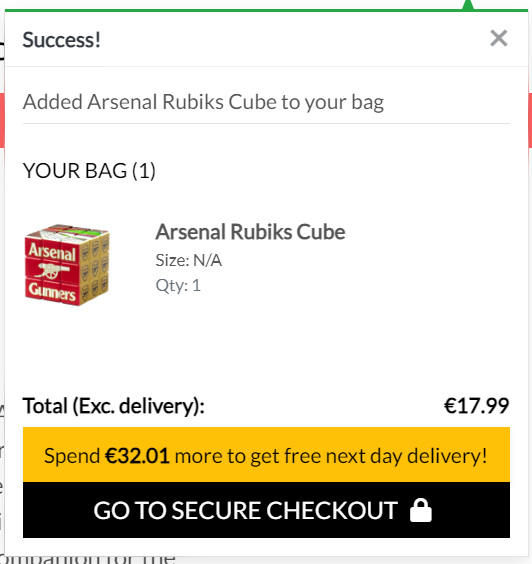 Success!
Added Arsenal Rubiks Cube to your bag
YOUR BAG (1)
Arsenal
Gunners
Arsenal Rubiks Cube
Size: N/A
Qty: 1
Total (Exc. delivery): €17.99
Spend €32.01 more to get free next day delivery!
GO TO SECURE CHECKOUT